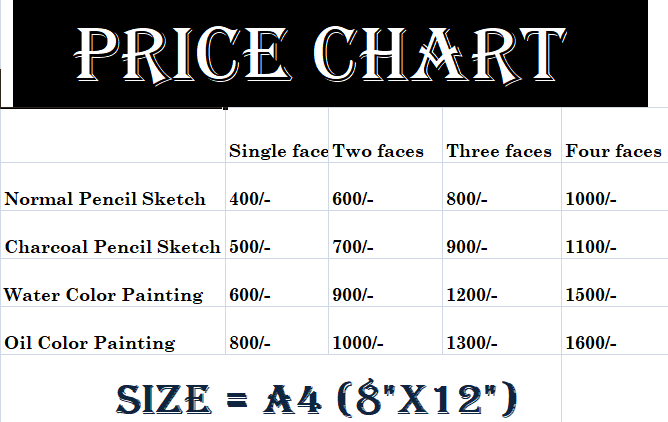 PRICE CHART
Single face Two faces Three faces Four faces
Normal Pencil Sketch 400/- 600/- 800/- 1000/-
Charcoal Pencil Sketch 500/- 700/- 900/- 1100/-
Water Color Painting 600/- 900/- 1200/- 1500/-
Oil Color Painting 800/- 1000/- 1300/- 1600/-
SIZE = A4 (8"X12")